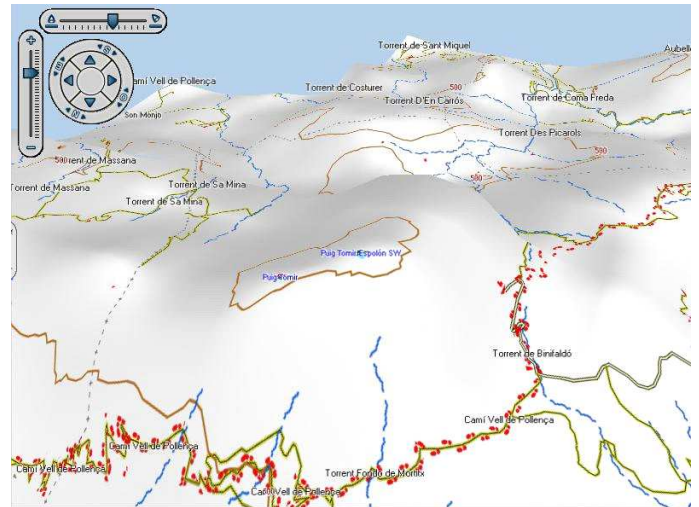 Torrent de Sant Miquel
Aubell
Camí Vell de Pollença
Torrent de Costurer
500
Torrent D'En Carrós
Torrent de Coma Freda
Son Monjo
Torrent Des Picarols
500
rent de Massana
500
500
Torrent de Massana
Torrent de Sa Mina
Torrent de Sa Mina
Puig Tomir.Espolón SW
Puig Tomir
Torrent de Binifaldó
Camí Vell de Pollença
Camí Vell de Pollença
Camí Vell de Pollença
Torrent Fondo de Mortitx
Camí Vell de Pollença